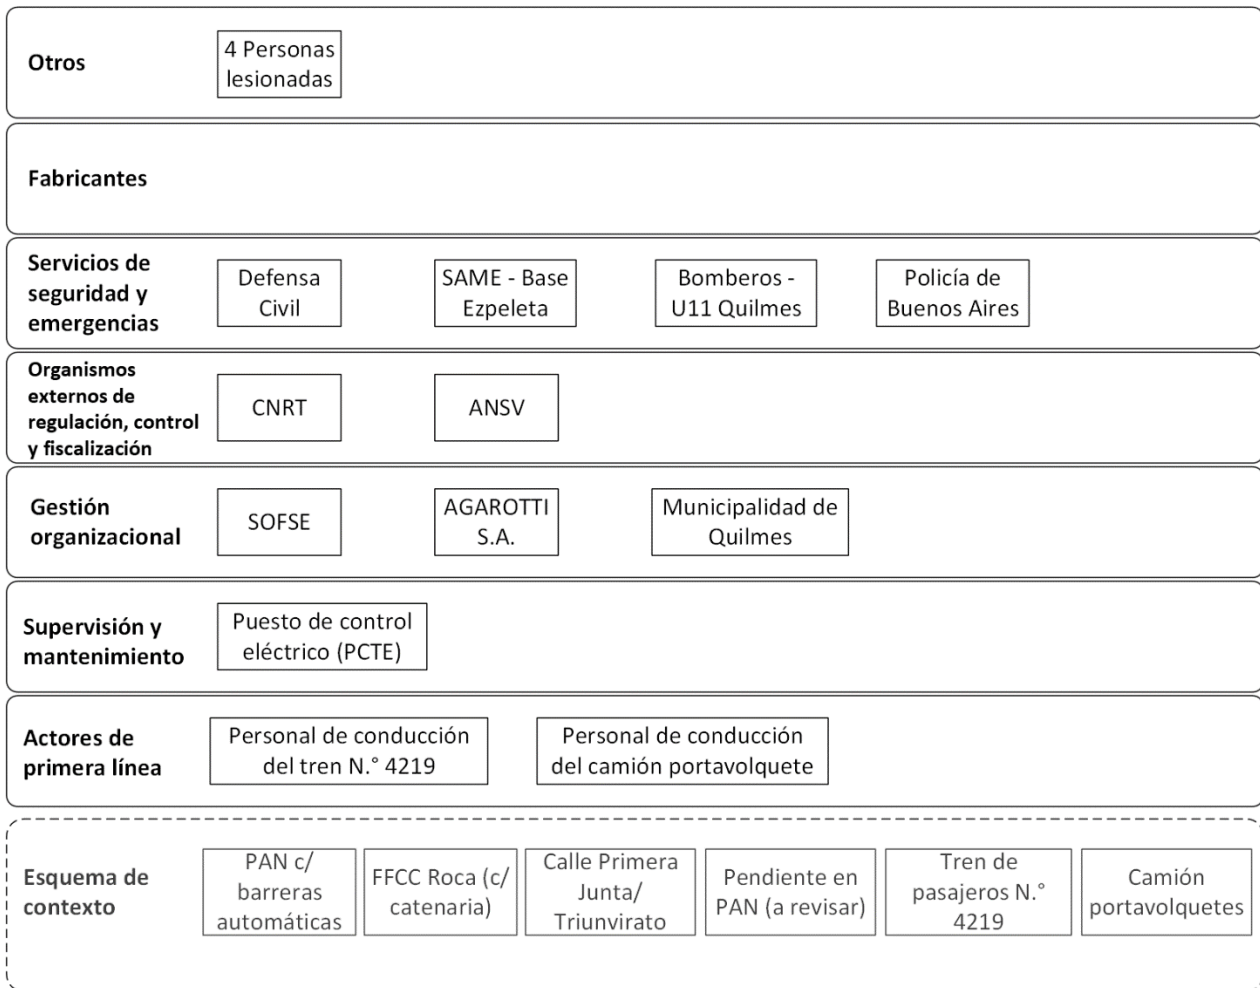 Otros
4 Personas
lesionadas
Fabricantes
Servicios de
seguridad y
emergencias
Defensa
Civil
SAME - Base
Ezpeleta
Bomberos -
U11 Quilmes
Policía de
Buenos Aires
Organismos
externos de
regulación, control
y fiscalización
CNRT
ANSV
Gestión
organizacional
SOFSE
AGAROTTI
S.A.
Municipalidad de
Quilmes
Supervisión y
mantenimiento
Puesto de control
eléctrico (PCTE)
Actores de
primera línea
Personal de conducción
del tren N.° 4219
Personal de conducción
del camión portavolquete
Esquema de
contexto
PAN c/
barreras
automáticas
FFCC Roca (c/
catenaria)
Calle Primera
Junta/
Triunvirato
Pendiente en
PAN (a revisar)
Tren de
pasajeros N.°
4219
Camión
portavolquetes